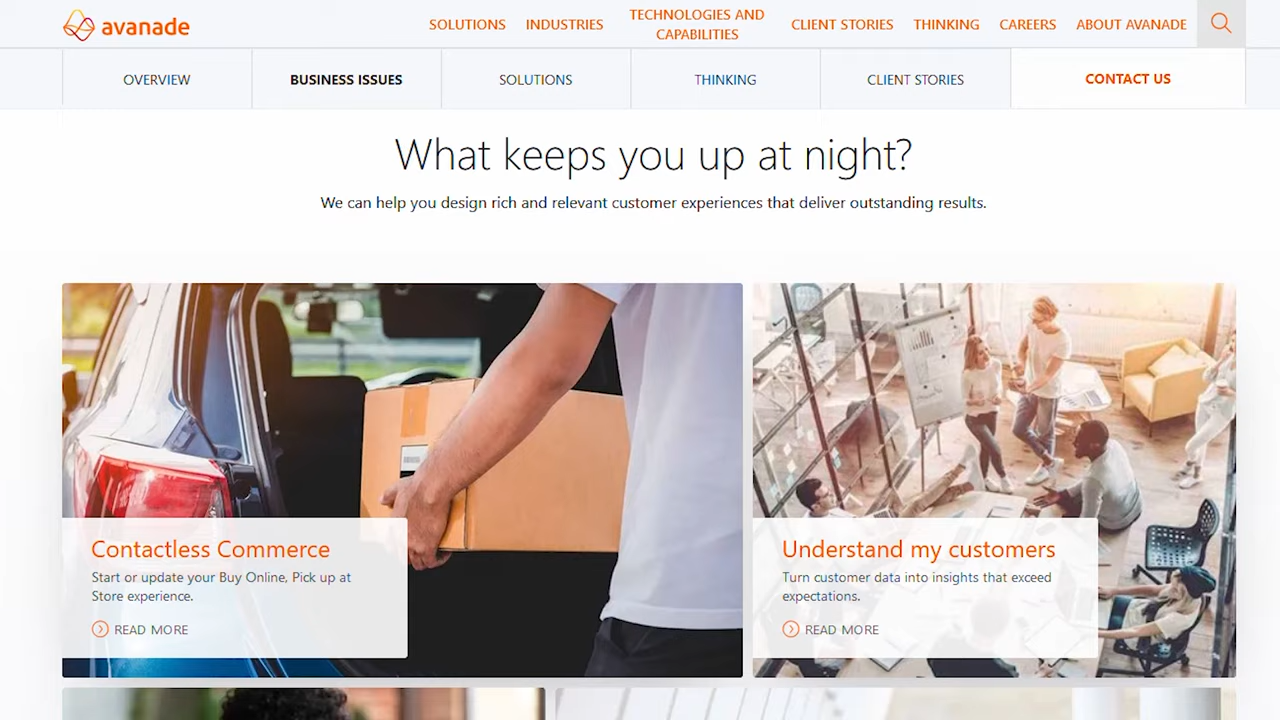 avanade
SOLUTIONS
INDUSTRIES
TECHNOLOGIES AND
CAPABILITIES
CLIENT STORIES
THINKING
CAREERS
ABOUT AVANADE
OVERVIEW
BUSINESS ISSUES
SOLUTIONS
THINKING
CLIENT STORIES
CONTACT US
What keeps you up at night?
We can help you design rich and relevant customer experiences that deliver outstanding results.
Contactless Commerce
Start or update your Buy Online, Pick up at
Store experience.
READ MORE
Understand my customers
Turn customer data into insights that exceed
expectations.
READ MORE